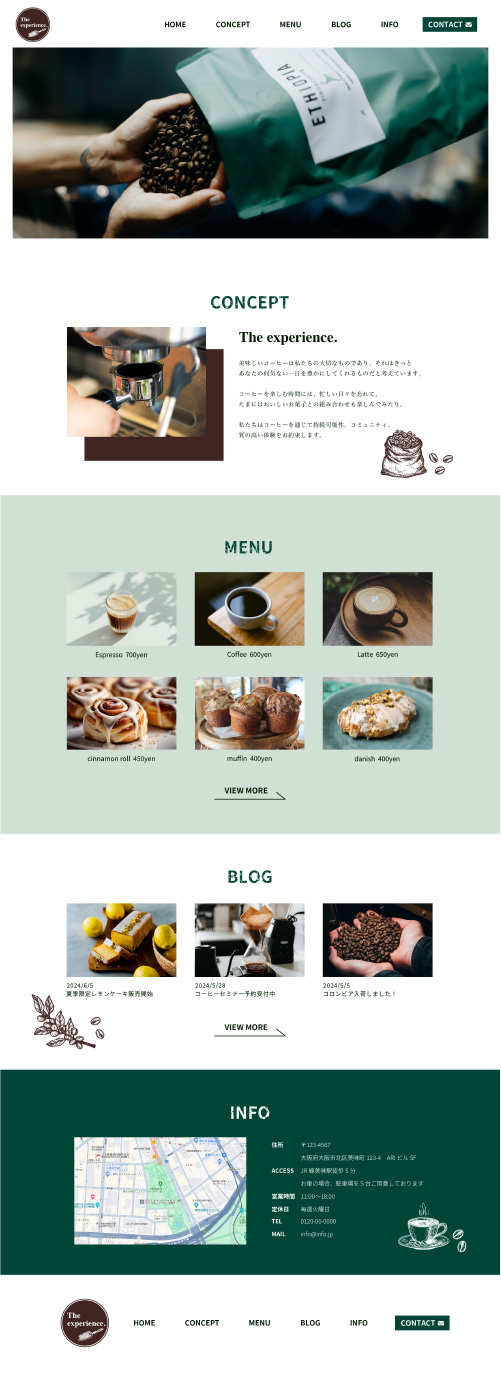 The
experience.
HOME CONCEPT MENU BLOG INFO CONTACT
ETHIOPIA
CONCEPT
The experience.
美味しいコーヒーは私たちの大切なものであり、それはきっと
あなたの何気ない一日を豊かにしてくれるものだと考えています。
コーヒーを楽しむ時間には、忙しい日々を忘れて、
たまにはおいしいお菓子との組み合わせも楽しんでみたり。
私たちはコーヒーを通じて持続可能性、コミュニティ、
質の高い体験をお約束します。
MENU
Espresso 700yen
Coffee 600yen
Latte 650yen
cinnamon roll 450yen
muffin 400yen
danish 400yen
VIEW MORE
BLOG
2024/6/5
夏季限定レモンケーキ販売開始
2024/5/28
コーヒーセミナー予約受付中
2024/5/5
コロンビア入荷しました！
VIEW MORE
INFO
住所 〒123-4567
大阪府大阪市北区美味町 123-4 ARI ビル 5F
ACCESS JR 線美味駅徒歩 5 分
お車の場合、駐車場を 5 台ご用意しております
営業時間 11:00〜18:00
定休日 毎週火曜日
TEL 0120-00-0000
MAIL info@info.jp
The
experience.
HOME CONCEPT MENU BLOG INFO CONTACT